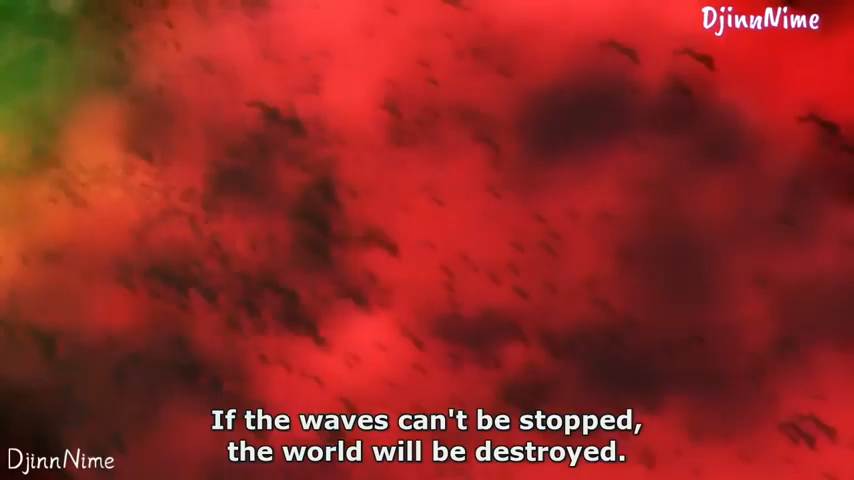 DjinnNime
If the waves can't be stopped,
the world will be destroyed.
DjinnNime